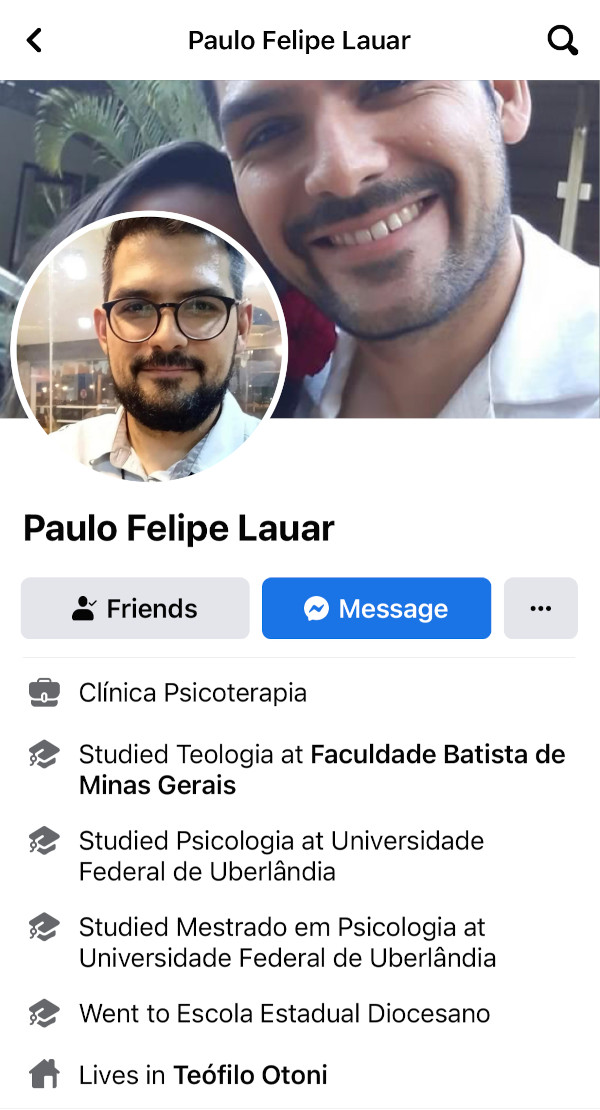 Paulo Felipe Lauar
Paulo Felipe Lauar
Friends
Message
Clínica Psicoterapia
Studied Teologia at Faculdade Batista de
Minas Gerais
Studied Psicologia at Universidade
Federal de Uberlândia
Studied Mestrado em Psicologia at
Universidade Federal de Uberlândia
Went to Escola Estadual Diocesano
Lives in Teófilo Otoni